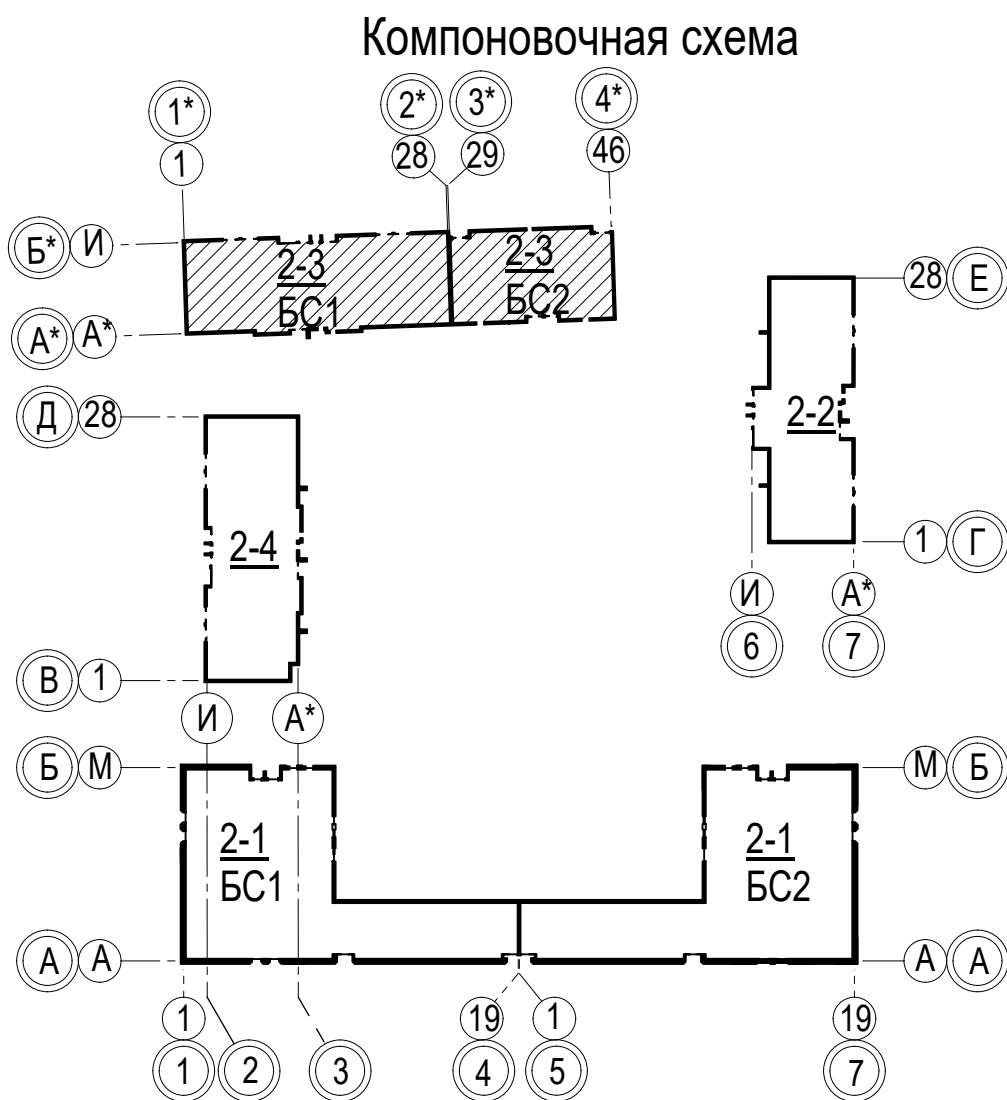 Компоновочная схема
1* 2* 3* 4*
1 28 29 46
Б* И
2-3 2-3
БС1 БС2
28 Е
А* А*
Д 28
2-2
2-4
1 Г
И А*
6 7
В 1
И А*
Б М М Б
2-1 2-1
БС1 БС2
А А А А
1 19 1 19
1 2 3 4 5 7